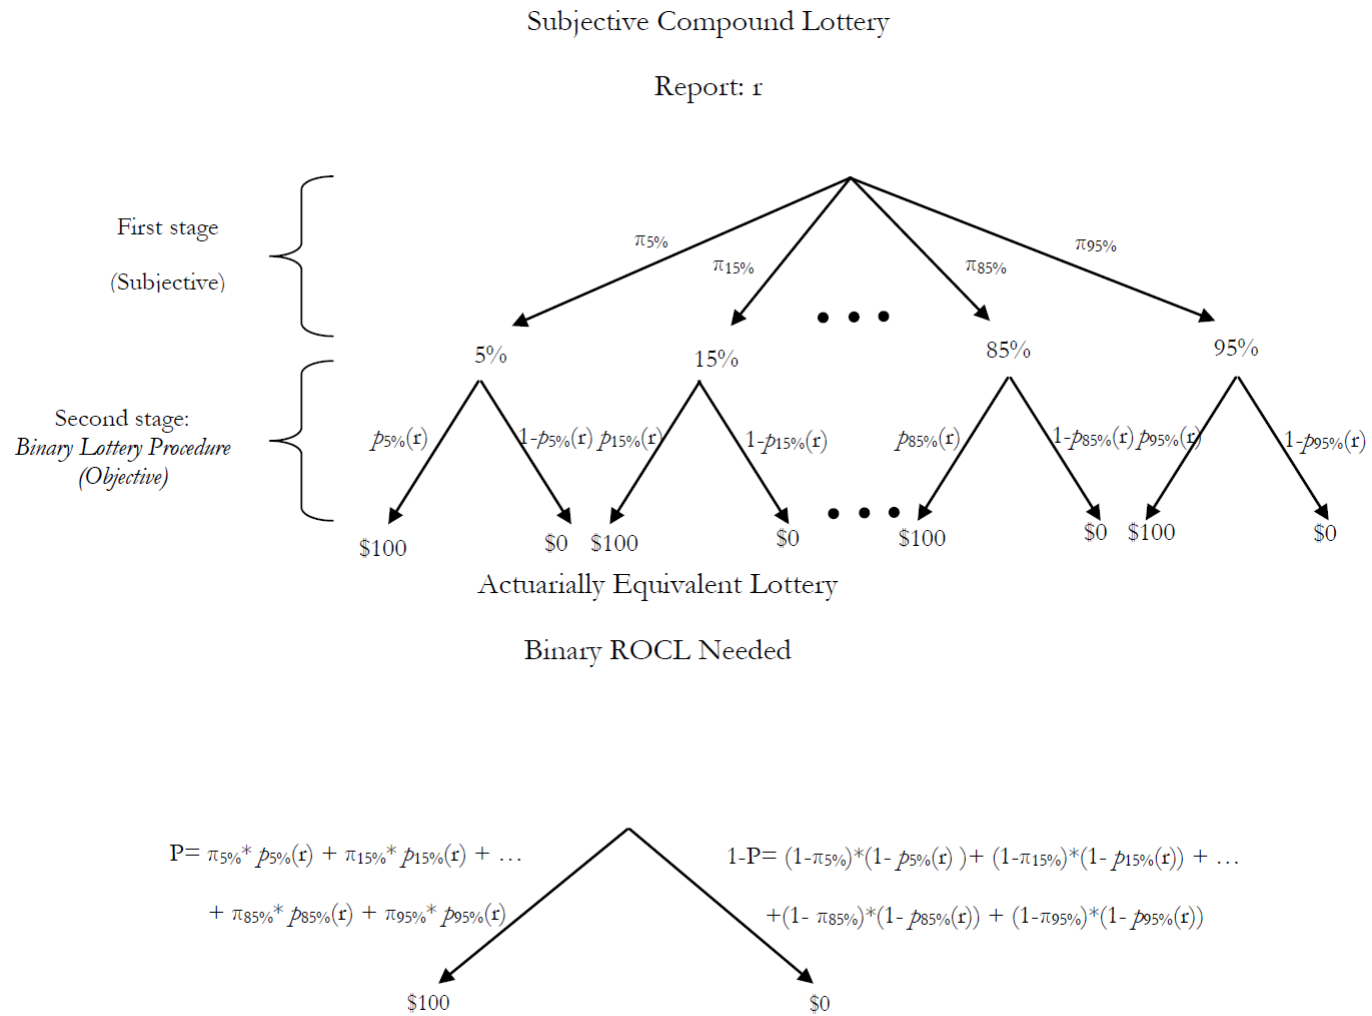 Subjective Compound Lottery
Report: r
First stage
(Subjective)
π5%
π15%
π85%
π95%
5%
15%
85%
95%
Second stage:
Binary Lottery Procedure
(Objective)
p5%(r)
1-p5%(r)
p15%(r)
1-p15%(r)
p85%(r)
1-p85%(r)
p95%(r)
1-p95%(r)
$100
$0
$100
$0
$100
$0
$100
$0
Actuarially Equivalent Lottery
Binary ROCL Needed
P= π5%* p5%(r) + π15%* p15%(r) + …
+ π85%* p85%(r) + π95%* p95%(r)
1-P= (1-π5%)*(1- p5%(r) )+ (1-π15%)*(1- p15%(r)) + …
+(1- π85%)*(1- p85%(r)) + (1-π95%)*(1- p95%(r))
$100
$0